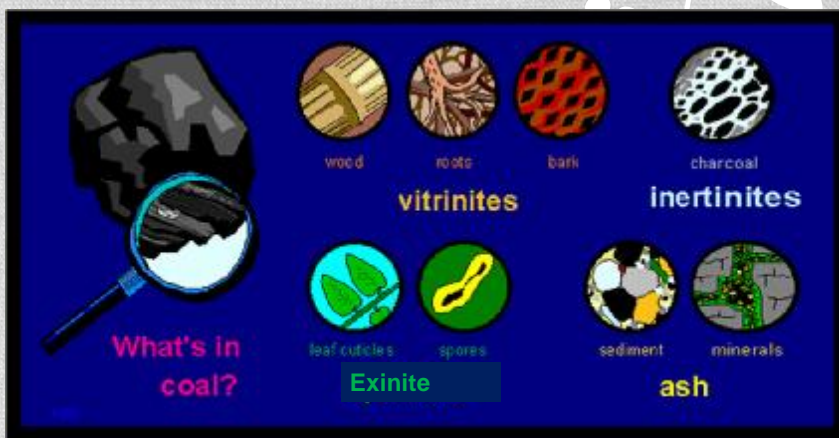 wood
roots
bark
charcoal
vitrinites
inertinites
leaf cuticles
spores
sediment
minerals
What's in
coal?
Exinite
ash